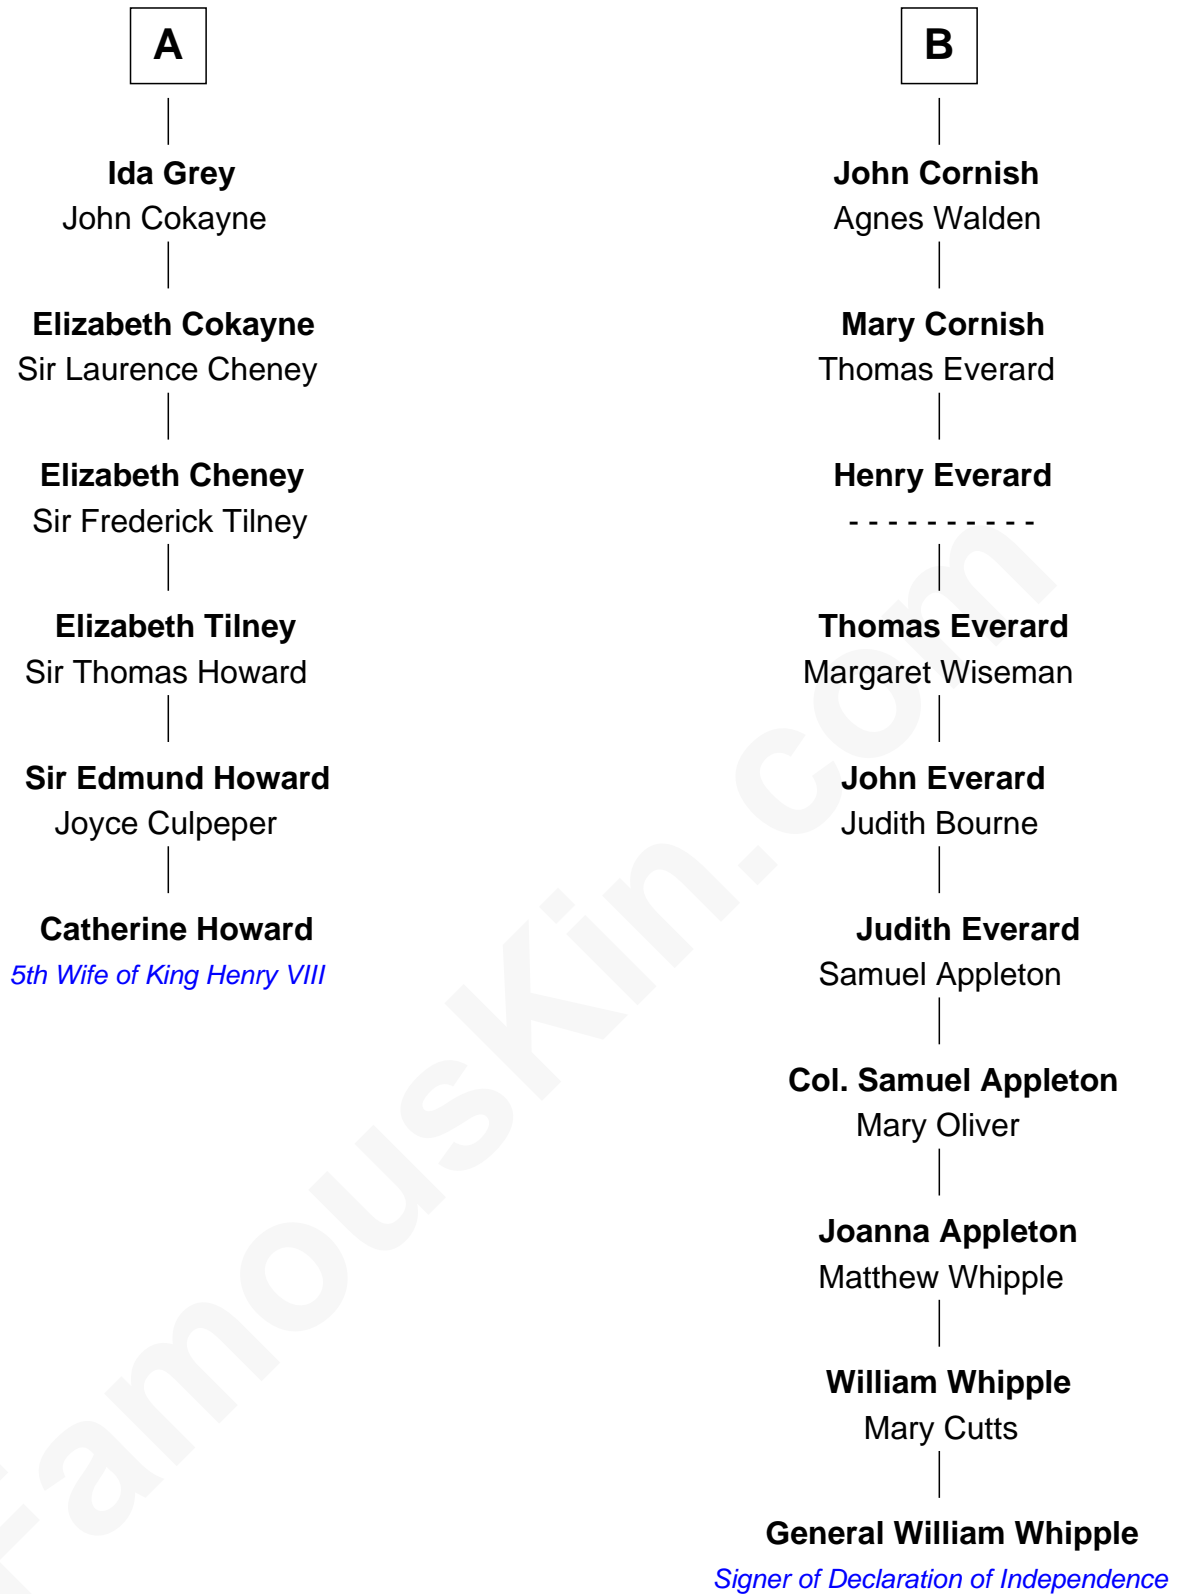 A
Ida Grey
John Cokayne
Elizabeth Cokayne
Sir Laurence Cheney
Elizabeth Cheney
Sir Frederick Tilney
Elizabeth Tilney
Sir Thomas Howard
Sir Edmund Howard
Joyce Culpeper
Catherine Howard
5th Wife of King Henry VIII
B
John Cornish
Agnes Walden
Mary Cornish
Thomas Everard
Henry Everard
- - - - - - - - - -
Thomas Everard
Margaret Wiseman
John Everard
Judith Bourne
Judith Everard
Samuel Appleton
Col. Samuel Appleton
Mary Oliver
Joanna Appleton
Matthew Whipple
William Whipple
Mary Cutts
General William Whipple
Signer of Declaration of Independence
FamousKin.com